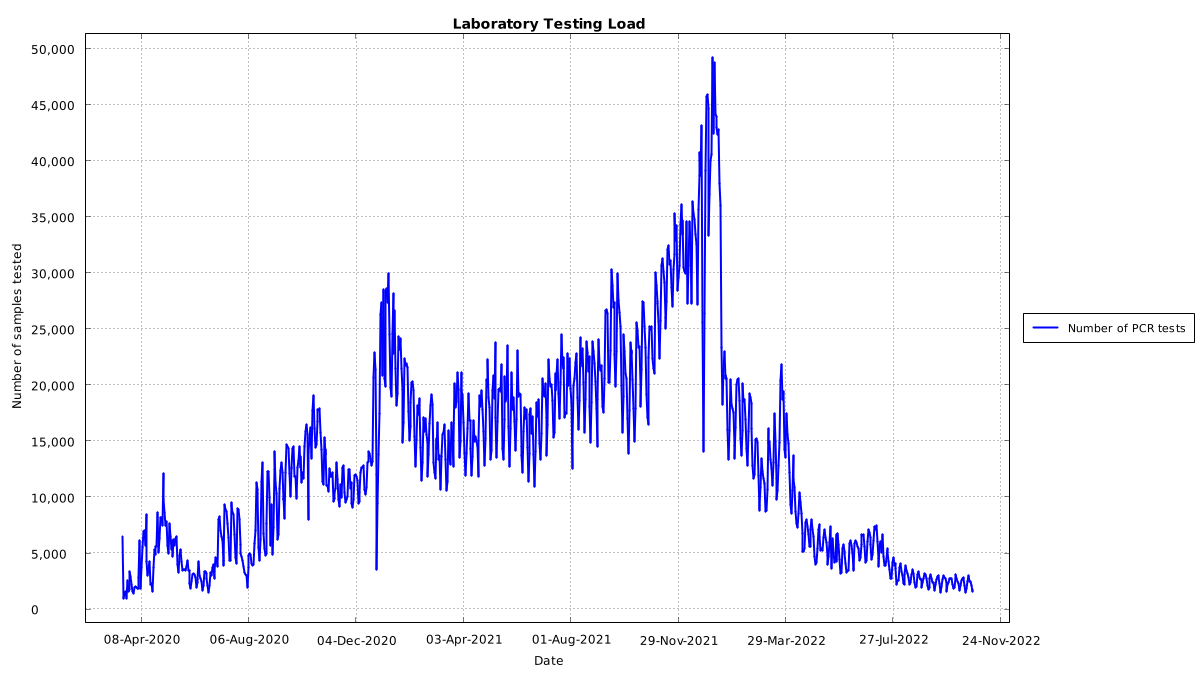 Laboratory Testing Load
50,000
45,000
40,000
35,000
30,000
25,000
20,000
15,000
10,000
5,000
0
Number of samples tested
08-Apr-2020
06-Aug-2020
04-Dec-2020
03-Apr-2021
01-Aug-2021
29-Nov-2021
29-Mar-2022
27-Jul-2022
24-Nov-2022
Date
Number of PCR tests